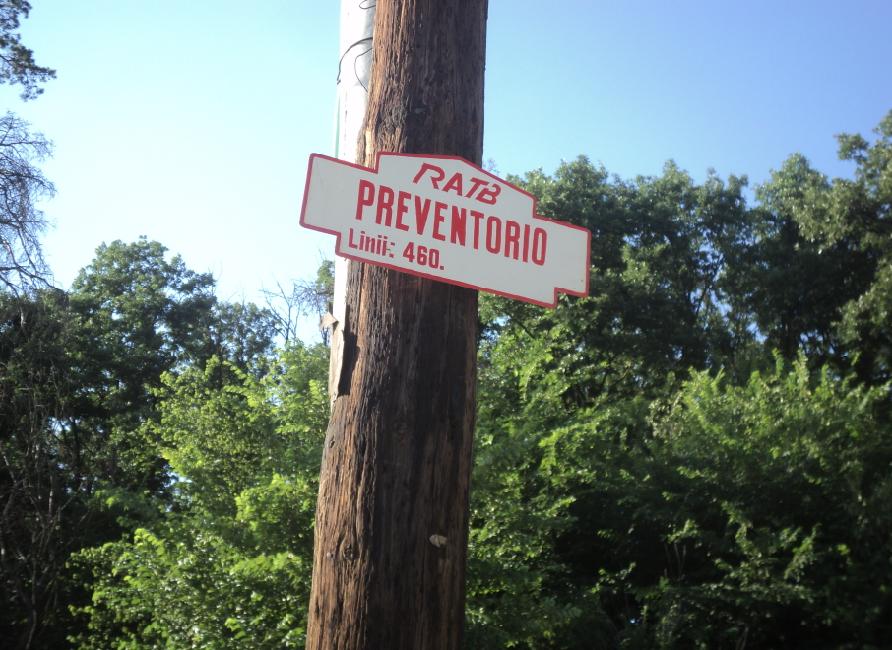 RATB
PREVENTORIO
Linii: 460.